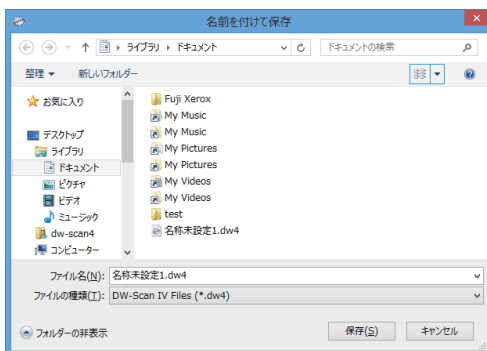 名前を付けて保存
ライブラリ ▸ ドキュメント
ドキュメントの検索
整理 新しいフォルダー
お気に入り
デスクトップ
ライブラリ
ドキュメント
ピクチャ
ビデオ
ミュージック
dw-scan4
コンピューター
Fuji Xerox
My Music
My Music
My Pictures
My Pictures
My Videos
My Videos
test
名称未設定1.dw4
ファイル名(N): 名称未設定1.dw4
ファイルの種類(T): DW-Scan IV Files (*.dw4)
フォルダーの非表示
保存(S) キャンセル